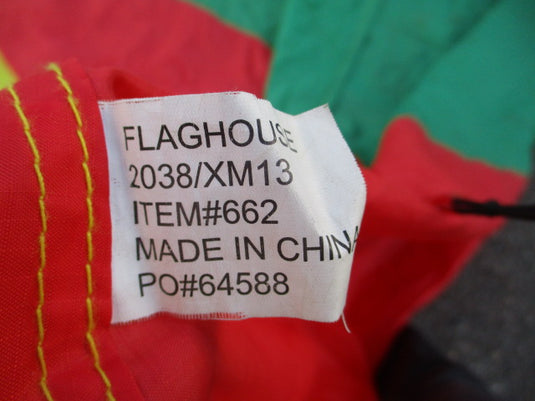 FLAGHOUSE
2038/XM13
ITEM#662
MADE IN CHINA
PO#64588